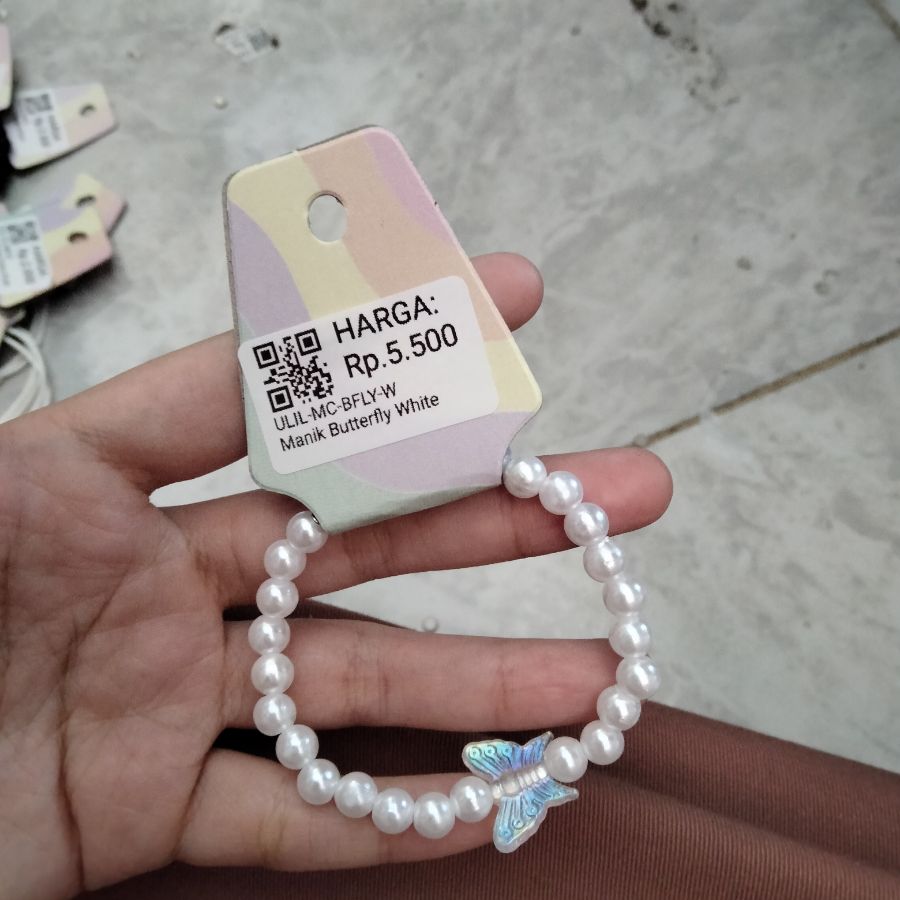 HARGA:
Rp.5.500
ULIL-MC-BFLY-W
Manik Butterfly White